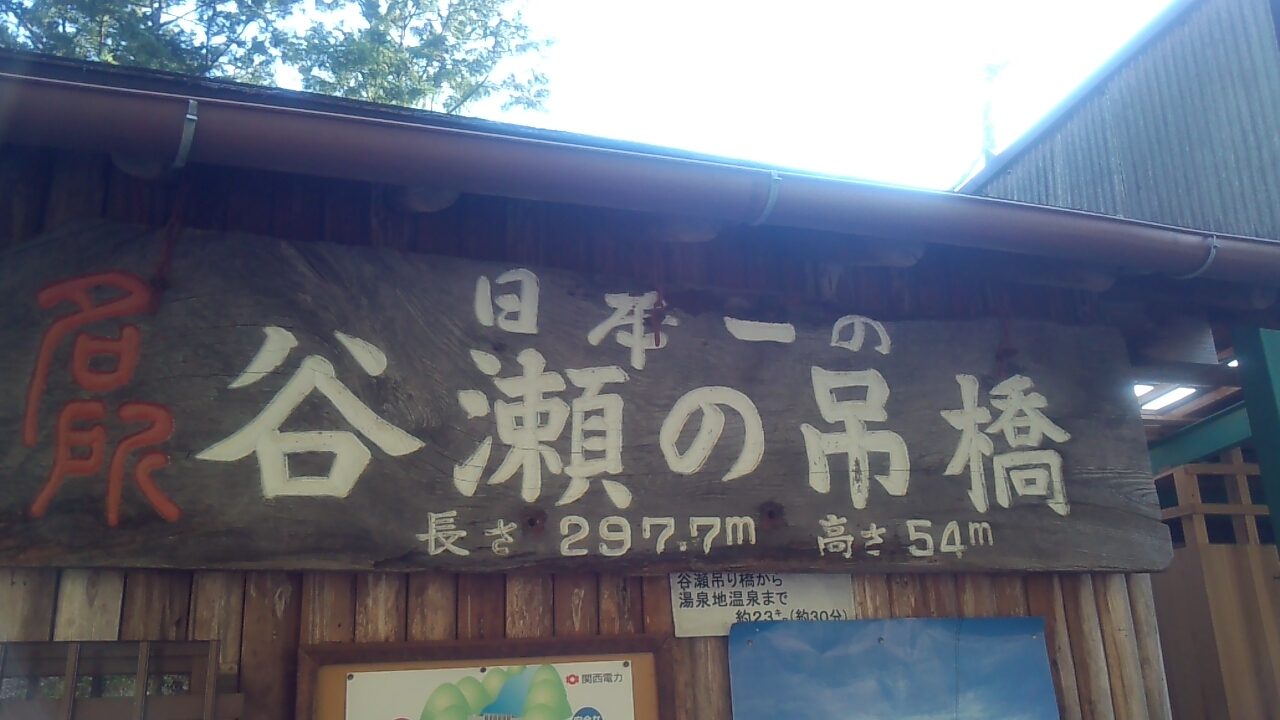 名所
日本一の
谷瀬の吊橋
長さ 297.7m 高さ 54m
谷瀬吊り橋から
湯泉地温泉まで
約23キロ(約30分)
関西電力